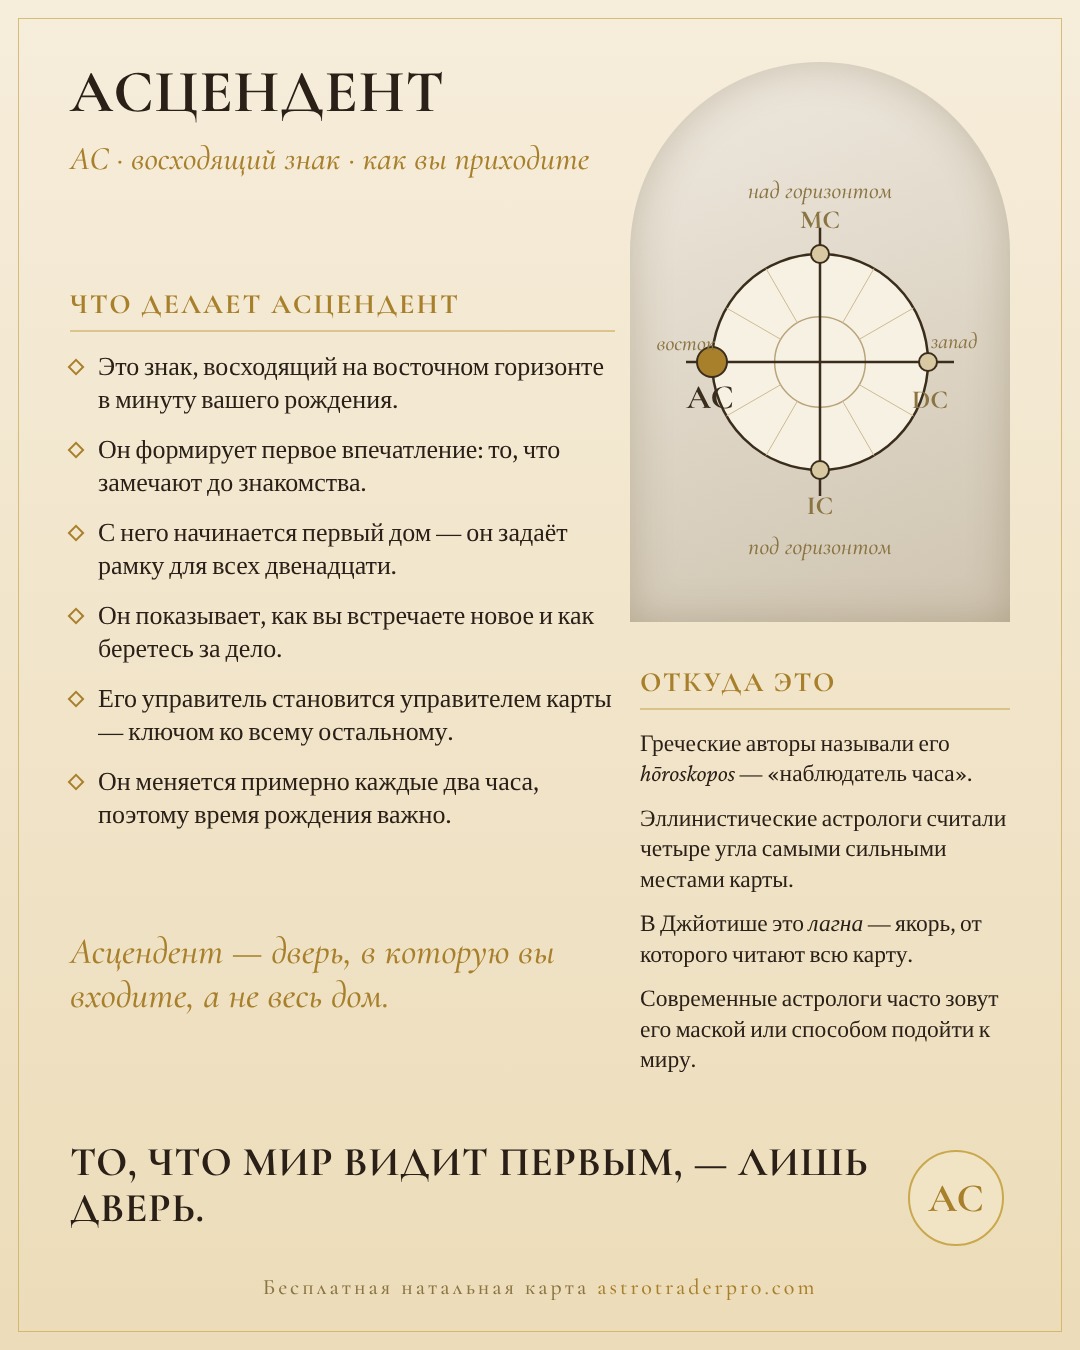 АСЦЕНДЕНТ
АС · восходящий знак · как вы приходите
ЧТО ДЕЛАЕТ АСЦЕНДЕНТ
Это знак, восходящий на восточном горизонте
в минуту вашего рождения.
Он формирует первое впечатление: то, что
замечают до знакомства.
С него начинается первый дом — он задаёт
рамку для всех двенадцати.
Он показывает, как вы встречаете новое и как
беретесь за дело.
Его управитель становится управителем карты
— ключом ко всему остальному.
Он меняется примерно каждые два часа,
поэтому время рождения важно.
Асцендент — дверь, в которую вы
входите, а не весь дом.
над горизонтом
MC
восток
запад
AC
DC
IC
под горизонтом
ОТКУДА ЭТО
Греческие авторы называли его
hōroskopos — «наблюдатель часа».
Эллинистические астрологи считали
четыре угла самыми сильными
местами карты.
В Джйотише это лагна — якорь, от
которого читают всю карту.
Современные астрологи часто зовут
его маской или способом подойти к
миру.
ТО, ЧТО МИР ВИДИТ ПЕРВЫМ, — ЛИШЬ
ДВЕРЬ.
AC
Бесплатная натальная карта astrotraderpro.com